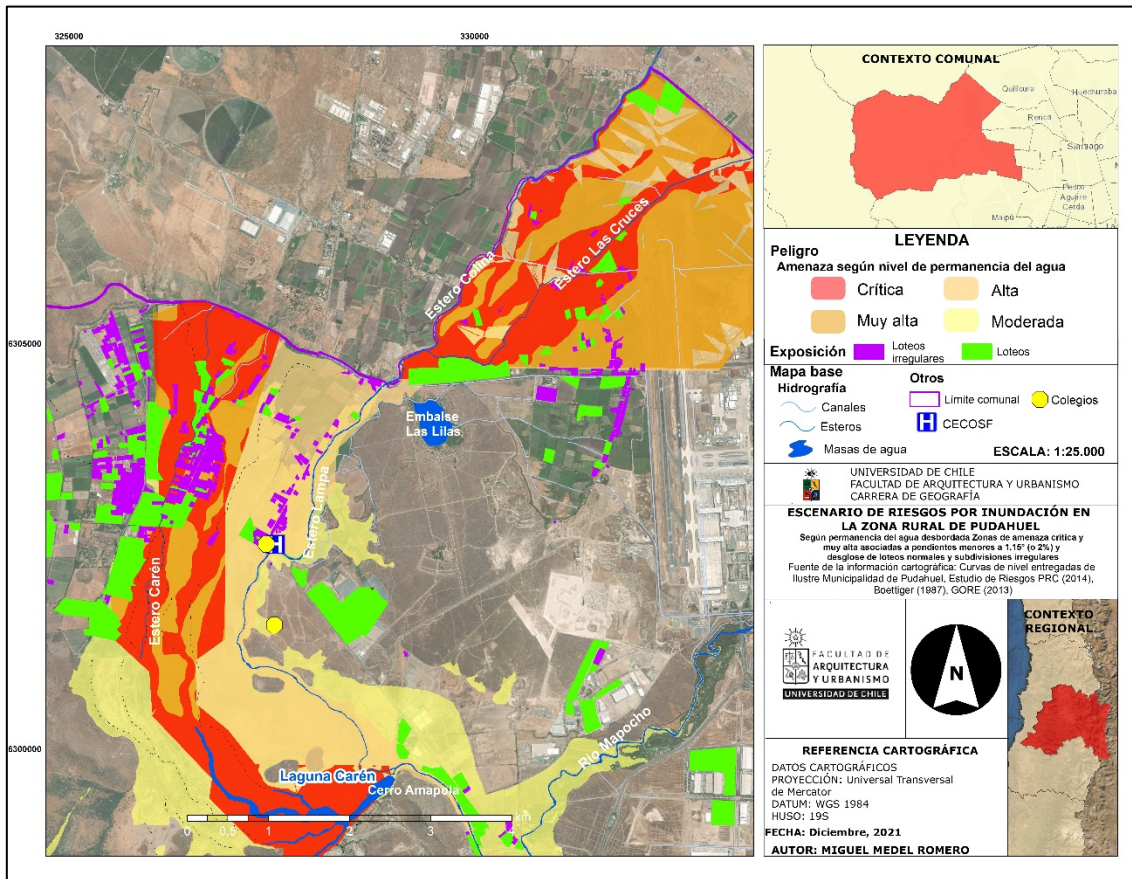 325000
330000
6305000
6300000
Estero Colina
Estero Las Cruces
Embalse
Las Lilas
Estero Lampa
Estero Carén
Río Mapocho
Laguna Carén
Cerro Amapola
0 0,5 1 2 3 4
km
CONTEXTO COMUNAL
Quilicura
Huechuraba
Renca
Santiago
Pedro
Aguirre
Cerda
Maipú
LEYENDA
Peligro
Amenaza según nivel de permanencia del agua
Crítica
Alta
Muy alta
Moderada
Exposición
Loteos
irregulares
Loteos
Mapa base
Hidrografía
Otros
Canales
Límite comunal
Colegios
Esteros
H CECOSF
Masas de agua
ESCALA: 1:25.000
UNIVERSIDAD DE CHILE
FACULTAD DE ARQUITECTURA Y URBANISMO
CARRERA DE GEOGRAFÍA
ESCENARIO DE RIESGOS POR INUNDACIÓN EN
LA ZONA RURAL DE PUDAHUEL
Según permanencia del agua desbordada Zonas de amenaza crítica y
muy alta asociadas a pendientes menores a 1,15° (o 2%) y
desglose de loteos normales y subdivisiones irregulares
Fuente de la información cartográfica: Curvas de nivel entregadas de
Ilustre Municipalidad de Pudahuel, Estudio de Riesgos PRC (2014),
Boettiger (1987), GORE (2013)
FACULTAD DE
ARQUITECTURA
Y URBANISMO
UNIVERSIDAD DE CHILE
N
CONTEXTO
REGIONAL
REFERENCIA CARTOGRÁFICA
DATOS CARTOGRÁFICOS
PROYECCIÓN: Universal Transversal
de Mercator
DATUM: WGS 1984
HUSO: 19S
FECHA: Diciembre, 2021
AUTOR: MIGUEL MEDEL ROMERO